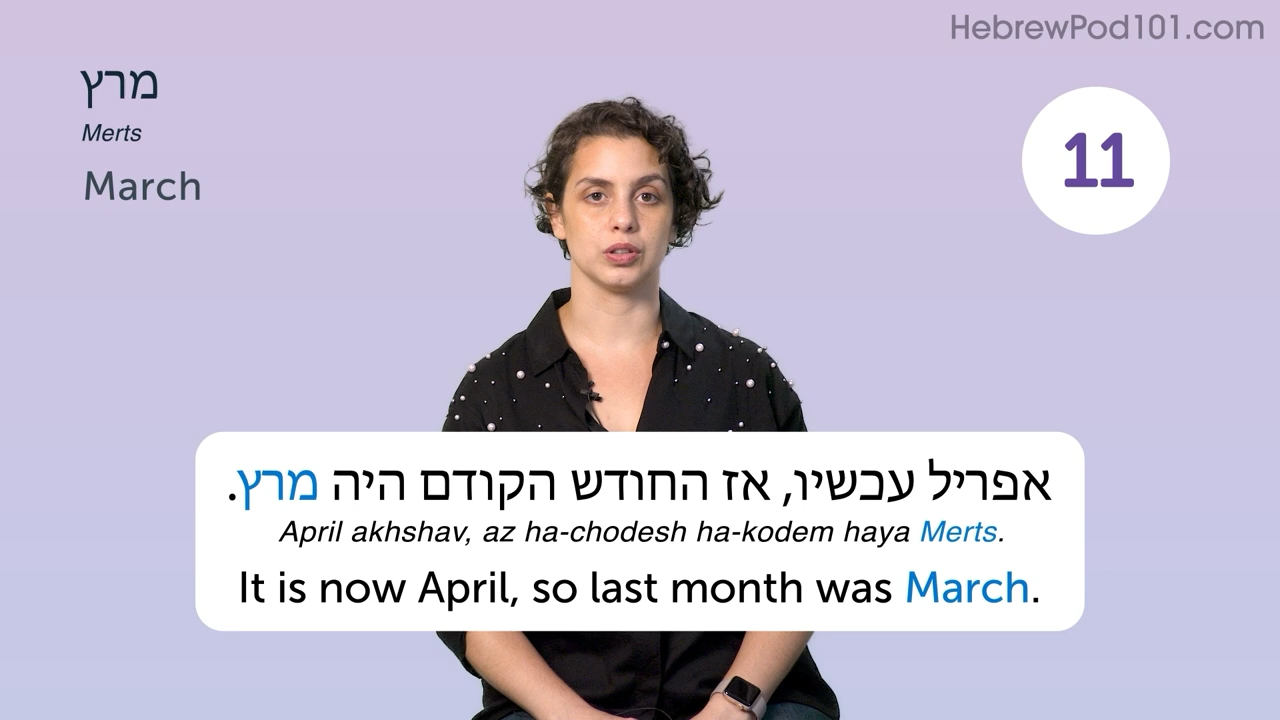 HebrewPod101.com
מרץ
Merts
March
11
אפריל עכשיו, אז החודש הקודם היה מרץ.
April akhshav, az ha-chodesh ha-kodem haya Merts.
It is now April, so last month was March.